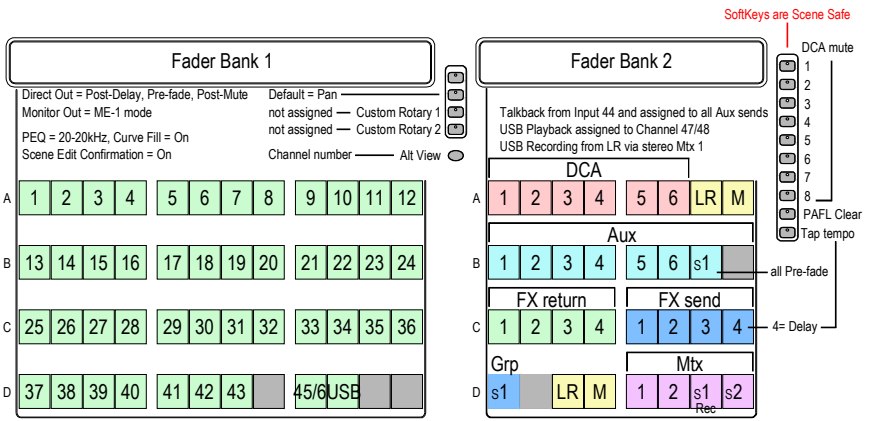 SoftKeys are Scene Safe
Fader Bank 1
Direct Out = Post-Delay, Pre-fade, Post-Mute
Monitor Out = ME-1 mode
PEQ = 20-20kHz, Curve Fill = On
Scene Edit Confirmation = On
Default = Pan
not assigned — Custom Rotary 1
not assigned — Custom Rotary 2
Channel number — Alt View
A 1 2 3 4 5 6 7 8 9 10 11 12
B 13 14 15 16 17 18 19 20 21 22 23 24
C 25 26 27 28 29 30 31 32 33 34 35 36
D 37 38 39 40 41 42 43 45/6 USB
Fader Bank 2
Talkback from Input 44 and assigned to all Aux sends
USB Playback assigned to Channel 47/48
USB Recording from LR via stereo Mtx 1
DCA
A 1 2 3 4 5 6 LR M
Aux
B 1 2 3 4 5 6 s1
all Pre-fade
FX return FX send
C 1 2 3 4 1 2 3 4
4= Delay
Grp Mtx
D s1 LR M 1 2 s1 s2
Rec
DCA mute
1
2
3
4
5
6
7
8
PAFL Clear
Tap tempo